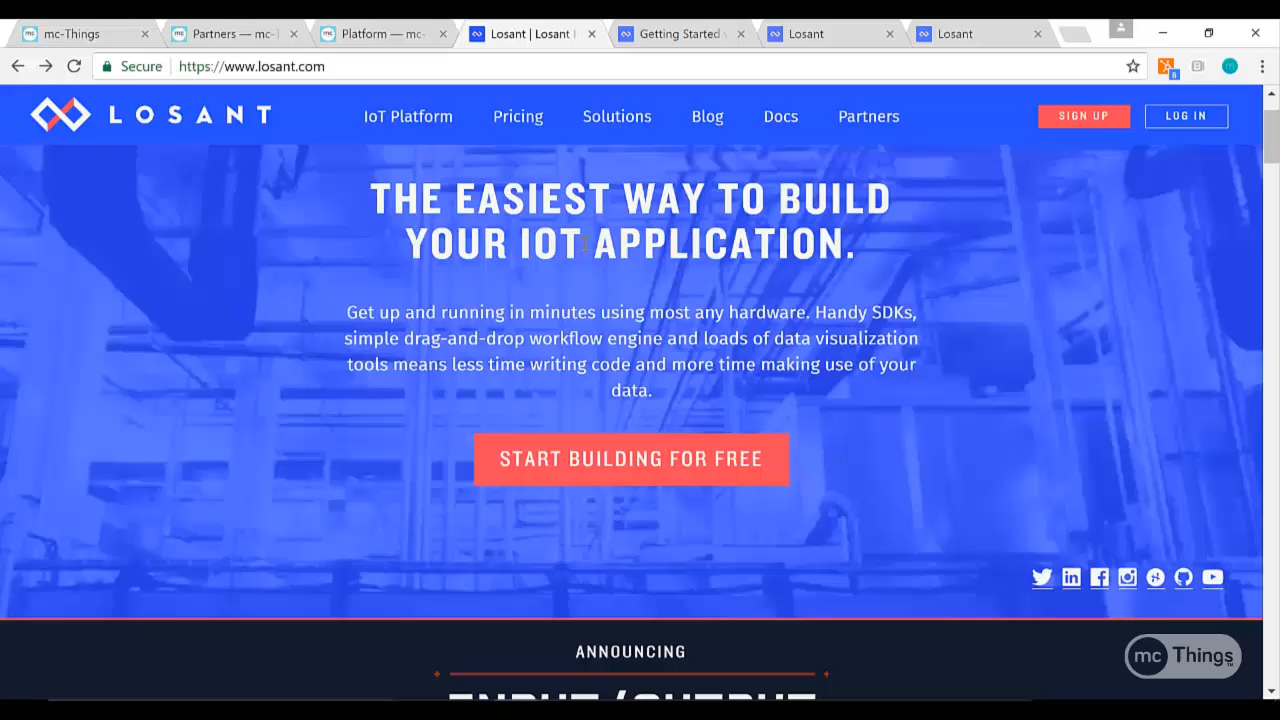 mc-Things
Partners — mc-T
Platform — mc-
Losant | Losant
Getting Started
Losant
Losant
Secure
https://www.losant.com
6
m
LOSANT
IoT Platform
Pricing
Solutions
Blog
Docs
Partners
SIGN UP
LOG IN
THE EASIEST WAY TO BUILD
YOUR IOT APPLICATION.
Get up and running in minutes using most any hardware. Handy SDKs,
simple drag-and-drop workflow engine and loads of data visualization
tools means less time writing code and more time making use of your
data.
START BUILDING FOR FREE
ANNOUNCING
INPUT/OUTPUT
mc Things™